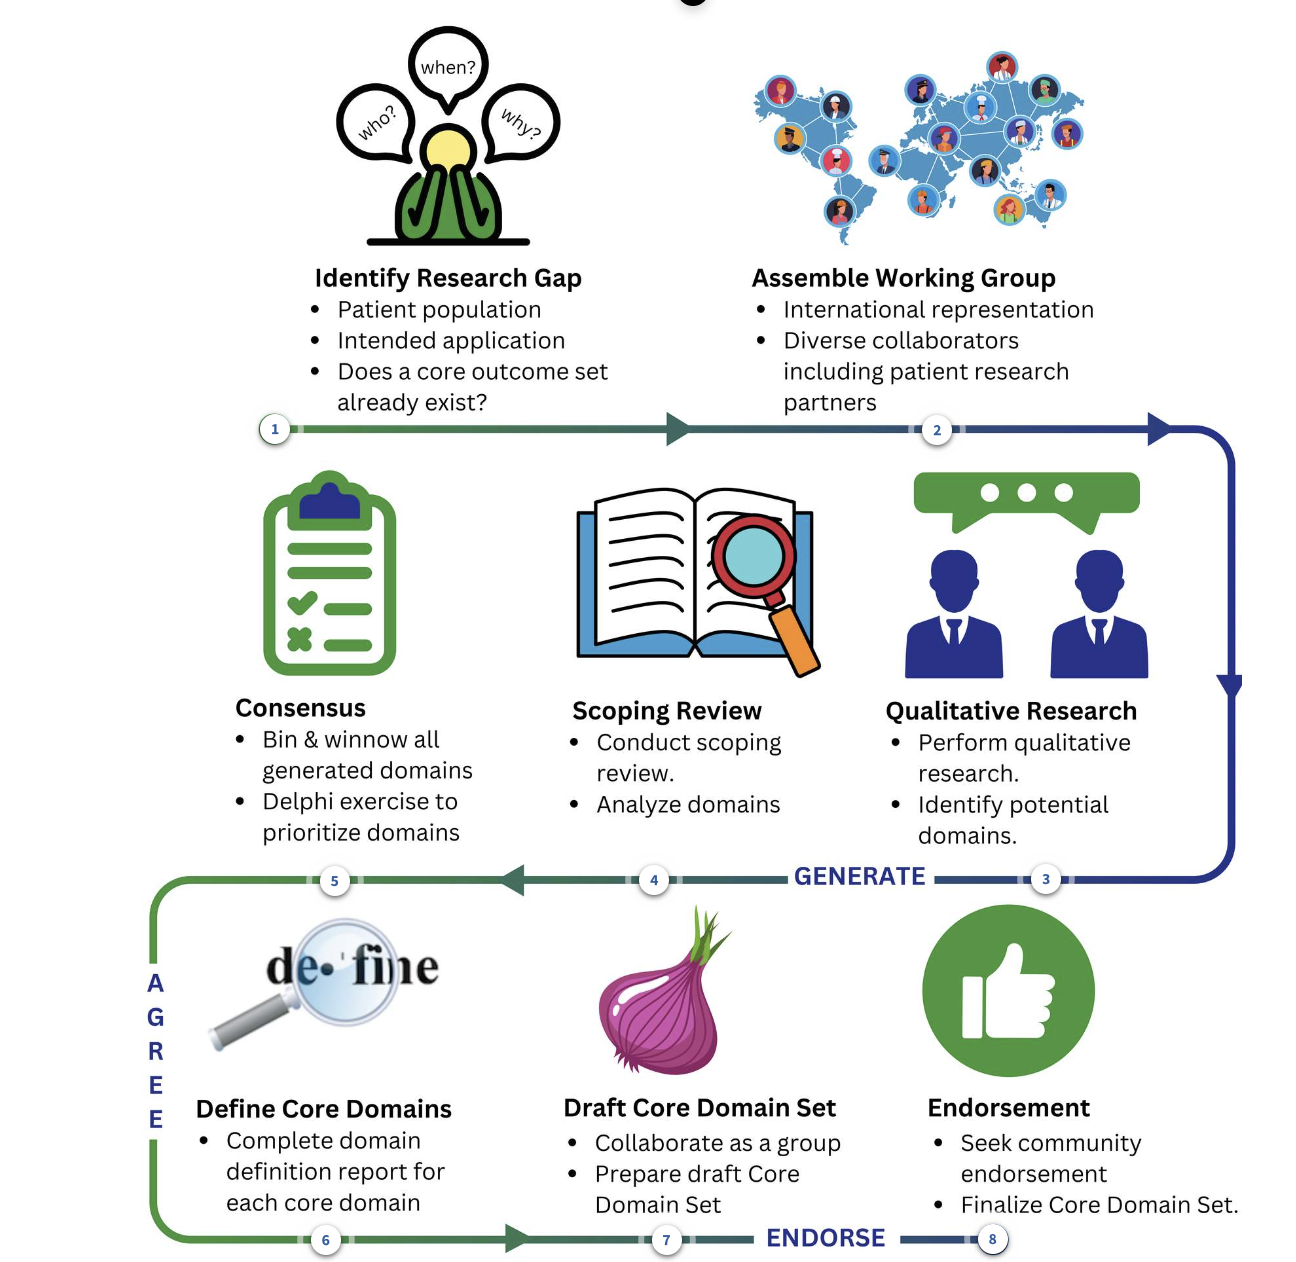 who?
when?
why?
Identify Research Gap
• Patient population
• Intended application
• Does a core outcome set
already exist?
Assemble Working Group
• International representation
• Diverse collaborators
including patient research
partners
1
2
Consensus
• Bin & winnow all
generated domains
• Delphi exercise to
prioritize domains
Scoping Review
• Conduct scoping
review.
• Analyze domains
Qualitative Research
• Perform qualitative
research.
• Identify potential
domains.
5
4
GENERATE
3
AGREE
de•'fine
Define Core Domains
• Complete domain
definition report for
each core domain
Draft Core Domain Set
• Collaborate as a group
• Prepare draft Core
Domain Set
Endorsement
• Seek community
endorsement
• Finalize Core Domain Set.
6
7
ENDORSE
8